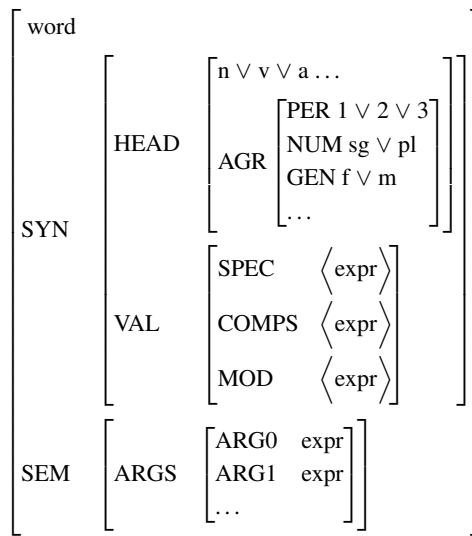 word
n ∨ v ∨ a …
PER 1 ∨ 2 ∨ 3
HEAD
NUM sg ∨ pl
AGR
GEN f ∨ m
…
SYN
SPEC ⟨expr⟩
VAL COMPS ⟨expr⟩
MOD ⟨expr⟩
ARG0 expr
SEM ARGS ARG1 expr
…